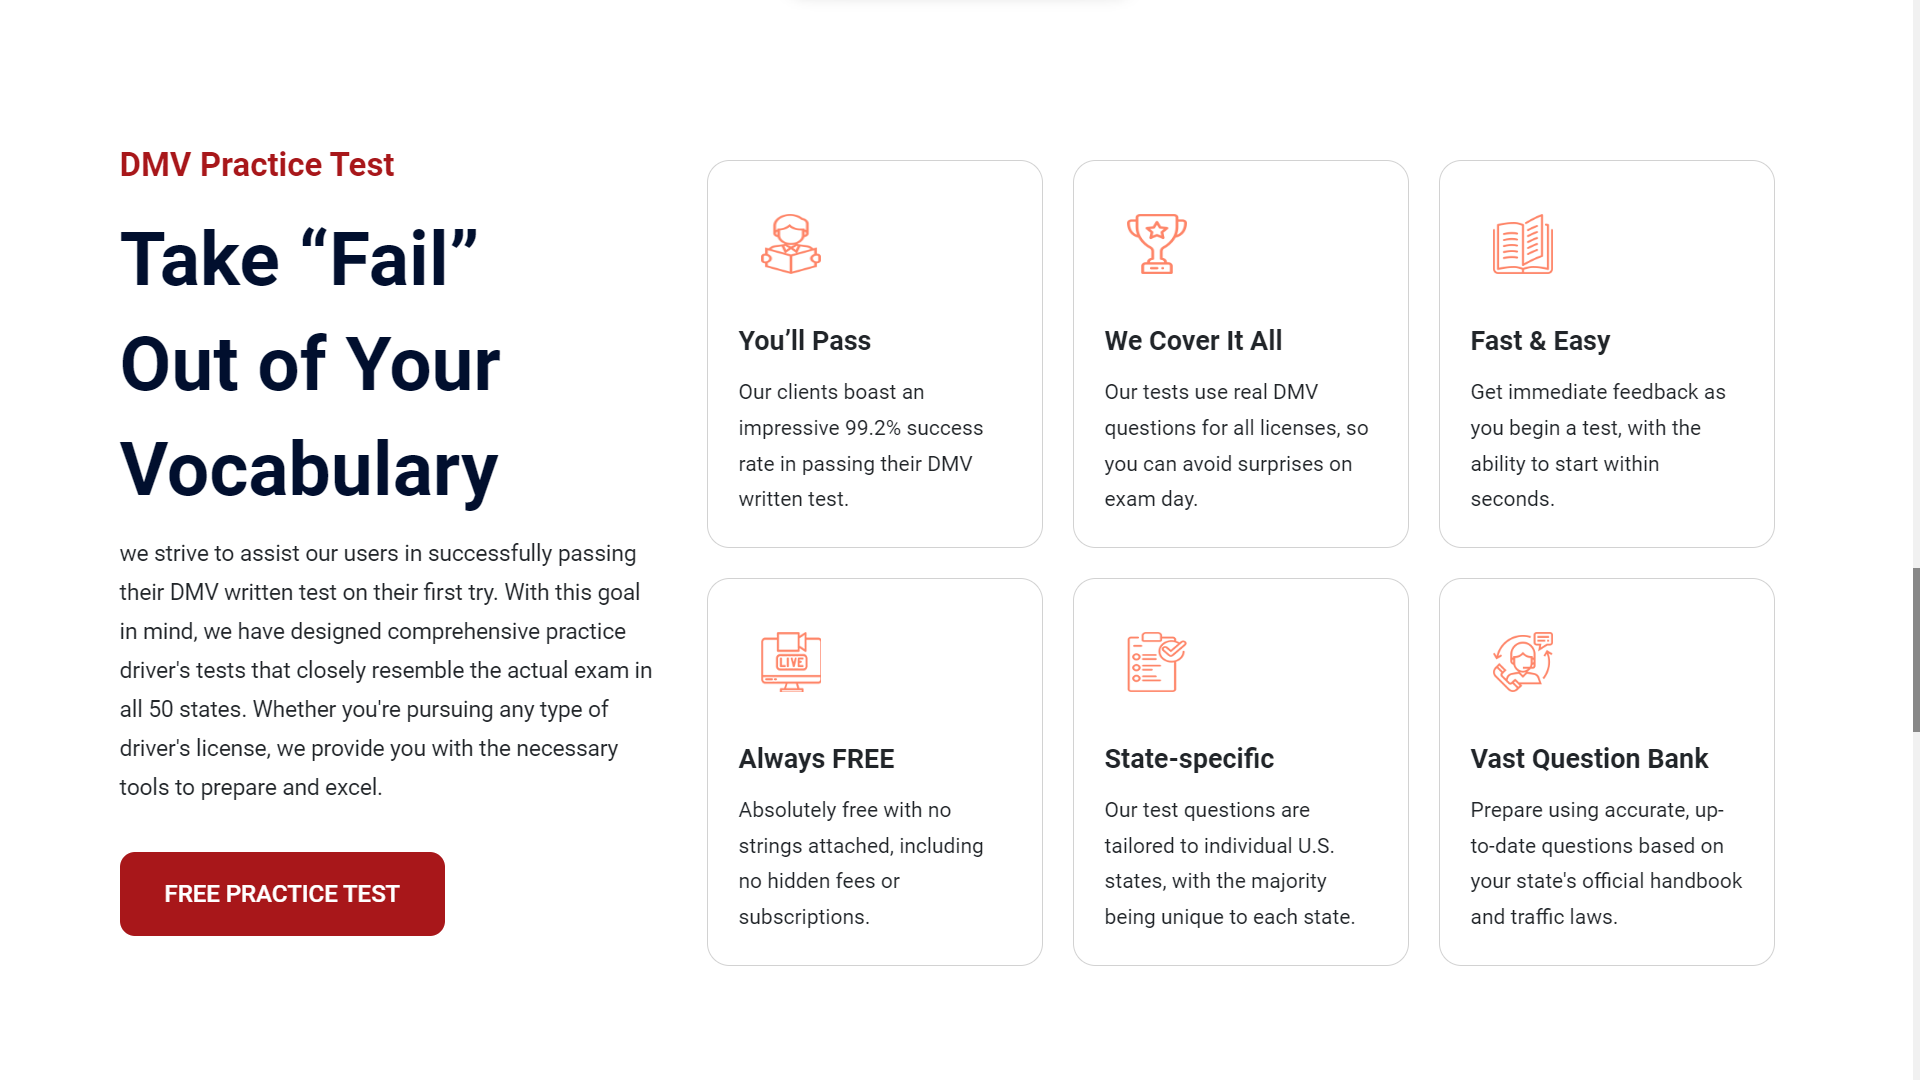 DMV Practice Test
Take “Fail”
Out of Your
Vocabulary
we strive to assist our users in successfully passing
their DMV written test on their first try. With this goal
in mind, we have designed comprehensive practice
driver's tests that closely resemble the actual exam in
all 50 states. Whether you're pursuing any type of
driver's license, we provide you with the necessary
tools to prepare and excel.
FREE PRACTICE TEST
You’ll Pass
Our clients boast an
impressive 99.2% success
rate in passing their DMV
written test.
We Cover It All
Our tests use real DMV
questions for all licenses, so
you can avoid surprises on
exam day.
Fast & Easy
Get immediate feedback as
you begin a test, with the
ability to start within
seconds.
LIVE
Always FREE
Absolutely free with no
strings attached, including
no hidden fees or
subscriptions.
State-specific
Our test questions are
tailored to individual U.S.
states, with the majority
being unique to each state.
Vast Question Bank
Prepare using accurate, up-
to-date questions based on
your state's official handbook
and traffic laws.